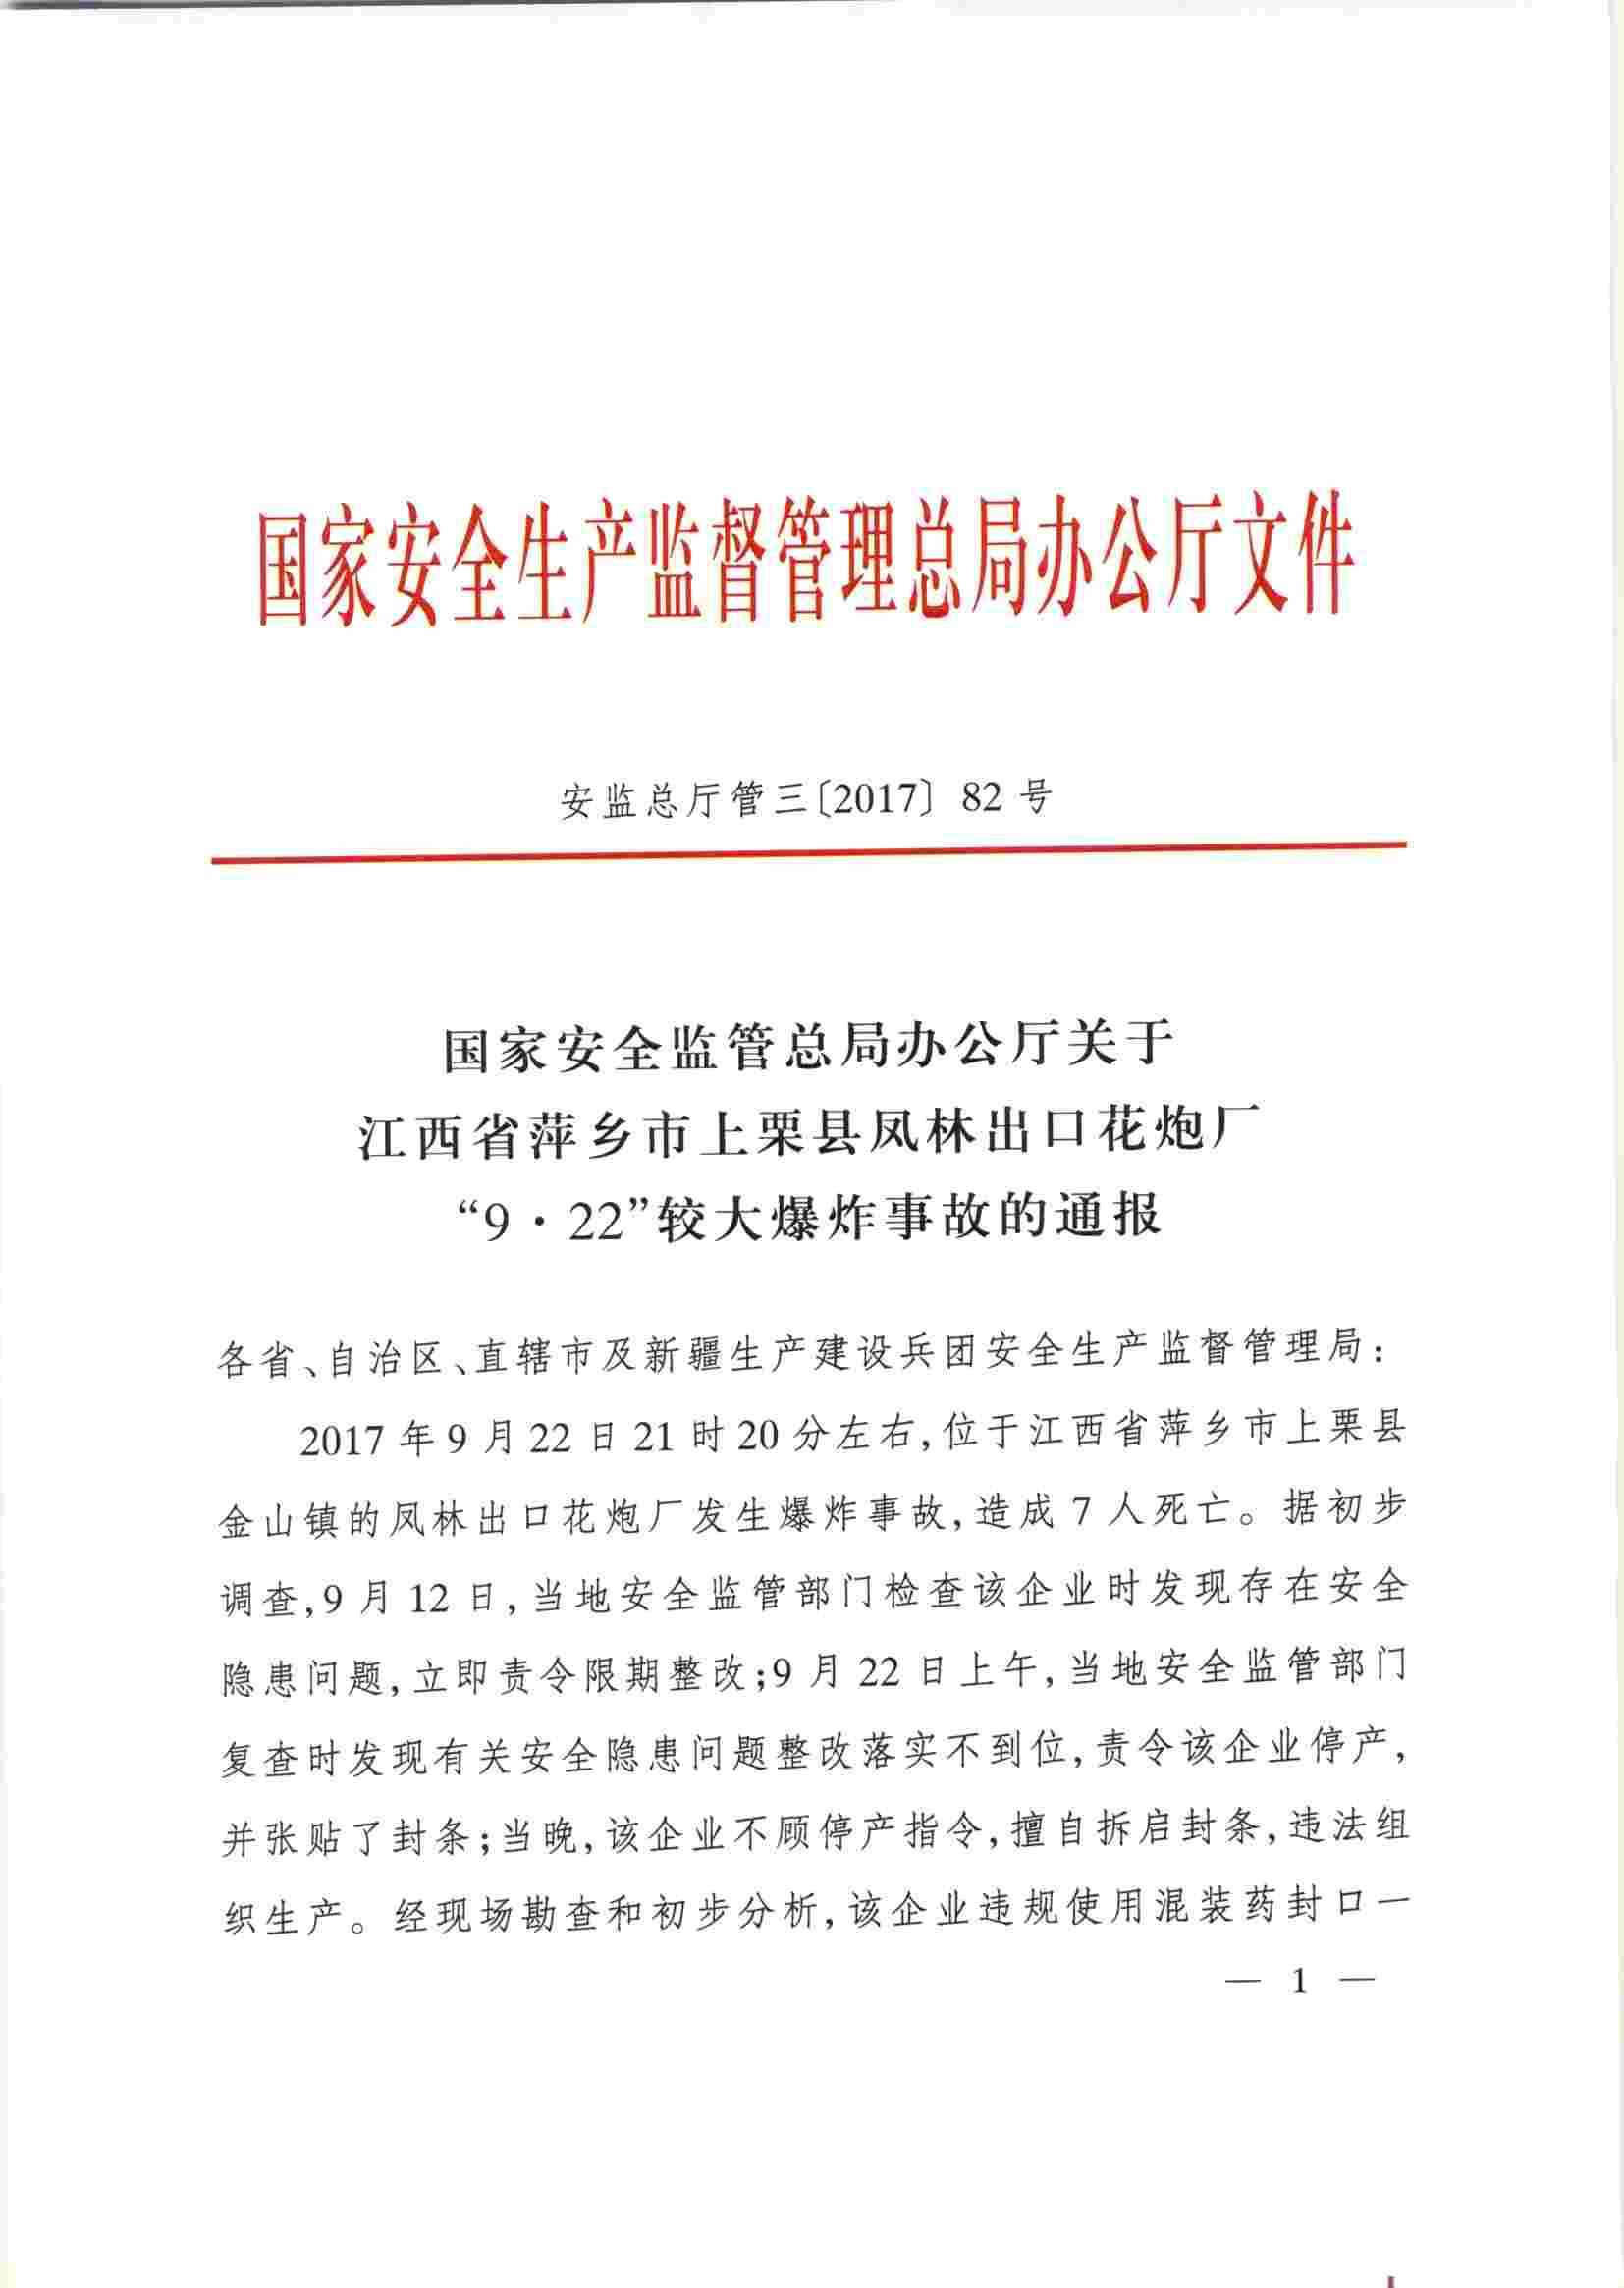 国家安全生产监督管理总局办公厅文件
安监总厅管三〔2017〕82号
国家安全监管总局办公厅关于
江西省萍乡市上栗县凤林出口花炮厂
“9·22”较大爆炸事故的通报
各省、自治区、直辖市及新疆生产建设兵团安全生产监督管理局：
2017年9月22日21时20分左右，位于江西省萍乡市上栗县
金山镇的凤林出口花炮厂发生爆炸事故，造成7人死亡。据初步
调查，9月12日，当地安全监管部门检查该企业时发现存在安全
隐患问题，立即责令限期整改；9月22日上午，当地安全监管部门
复查时发现有关安全隐患问题整改落实不到位，责令该企业停产，
并张贴了封条；当晚，该企业不顾停产指令，擅自拆启封条，违法组
织生产。经现场勘查和初步分析，该企业违规使用混装药封口一
— 1 —